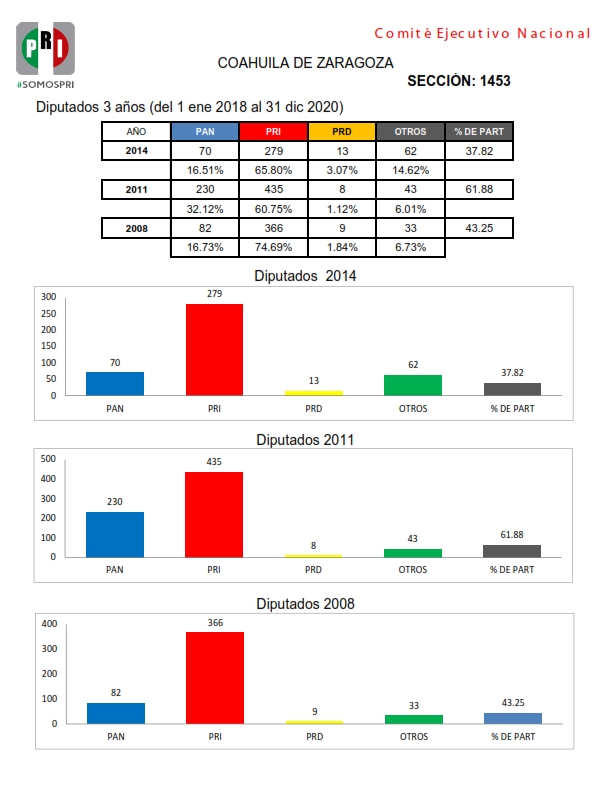 Comité Ejecutivo Nacional
PRI
#SOMOSPRI
COAHUILA DE ZARAGOZA
SECCIÓN: 1453
Diputados 3 años (del 1 ene 2018 al 31 dic 2020)
AÑO PAN PRI PRD OTROS % DE PART
2014 70 279 13 62 37.82
16.51% 65.80% 3.07% 14.62%
2011 230 435 8 43 61.88
32.12% 60.75% 1.12% 6.01%
2008 82 366 9 33 43.25
16.73% 74.69% 1.84% 6.73%
Diputados 2014
300
250
200
150
100
50
0
70 279 13 62 37.82
PAN PRI PRD OTROS % DE PART
Diputados 2011
500
400
300
200
100
0
230 435 8 43 61.88
PAN PRI PRD OTROS % DE PART
Diputados 2008
400
300
200
100
0
82 366 9 33 43.25
PAN PRI PRD OTROS % DE PART